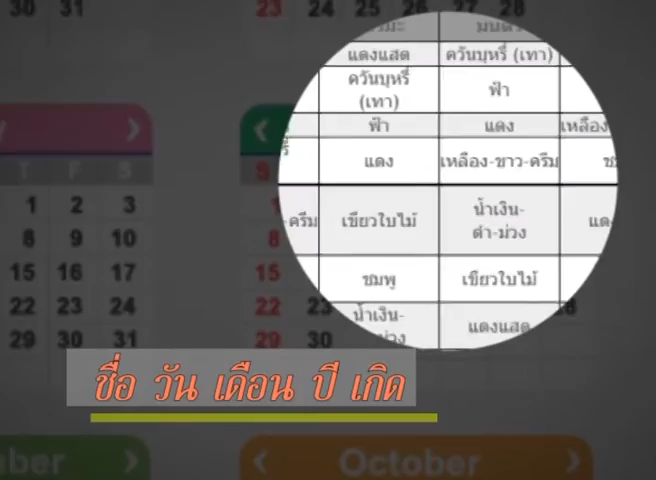 30 31
23 24 25 26 27 28
แดงแสด ควันบุหรี่ (เทา)
ควันบุหรี่ (เทา) ฟ้า
ฟ้า แดง เหลือง
แดง เหลือง-ขาว-ครีม
T F S S
1 2 3 1
-ครีม เขียวใบไม้ น้ำเงิน-ดำ-ม่วง แดง
8 9 10 8
15 16 17 15
ชมพู เขียวใบไม้
22 23 24 22 23
น้ำเงิน- แดงแสด
29 30 31 29 30
ชื่อ วัน เดือน ปี เกิด
October